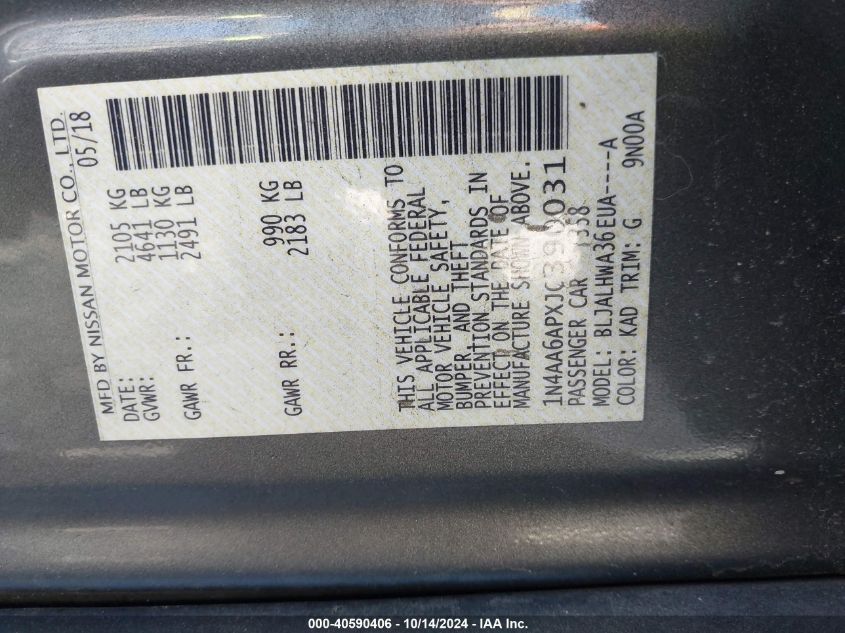 MFD BY NISSAN MOTOR CO., LTD.
DATE: 05/18
GVWR: 2105 KG
4641 LB
GAWR FR.: 1130 KG
2491 LB
GAWR RR.: 990 KG
2183 LB
THIS VEHICLE CONFORMS TO
ALL APPLICABLE FEDERAL
MOTOR VEHICLE SAFETY,
BUMPER, AND THEFT
PREVENTION STANDARDS IN
EFFECT ON THE DATE OF
MANUFACTURE SHOWN ABOVE.
1N4AA6APXJC390031
PASSENGER CAR
MODEL: BLJALHWA36EUA----A
COLOR: KAD TRIM: G 9N00A
000-40590406 - 10/14/2024 - IAA Inc.